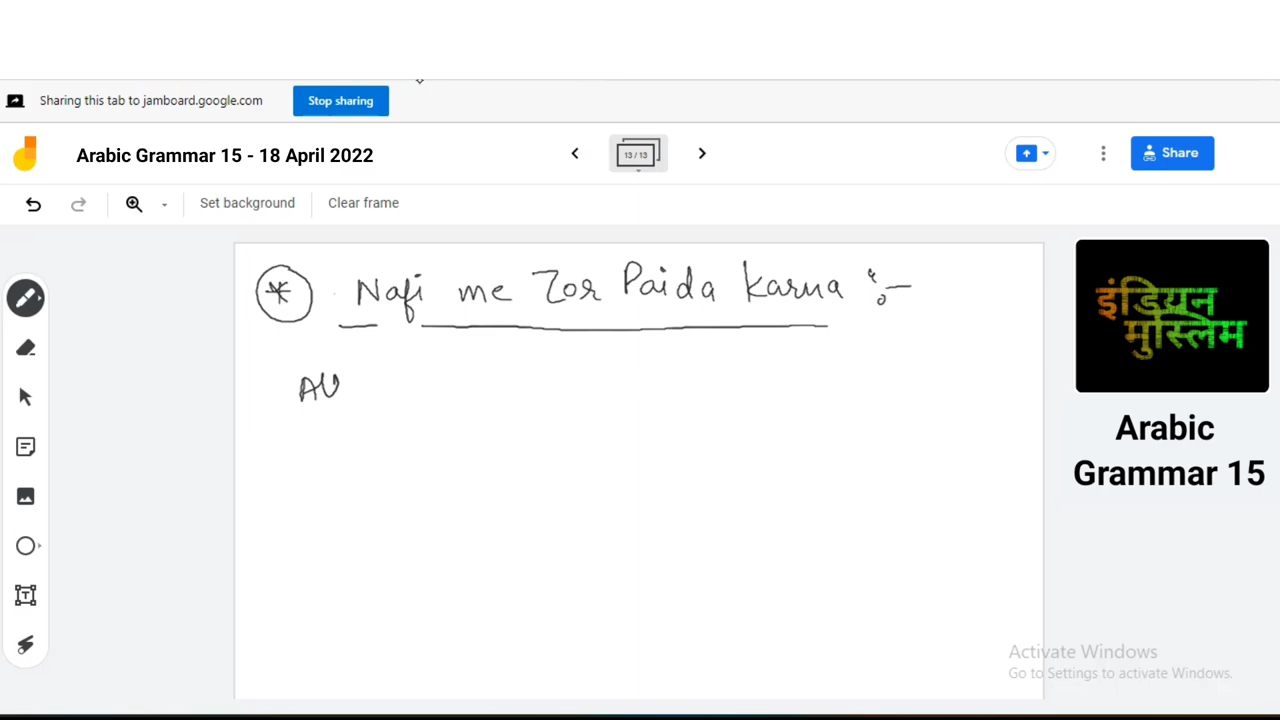 Sharing this tab to jamboard.google.com
Stop sharing
Arabic Grammar 15 - 18 April 2022
13 / 13
Share
Set background
Clear frame
Nafi me Zor Paida Karna :-
AU
इंडियन
मुस्लिम
Arabic
Grammar 15
Activate Windows
Go to Settings to activate Windows.